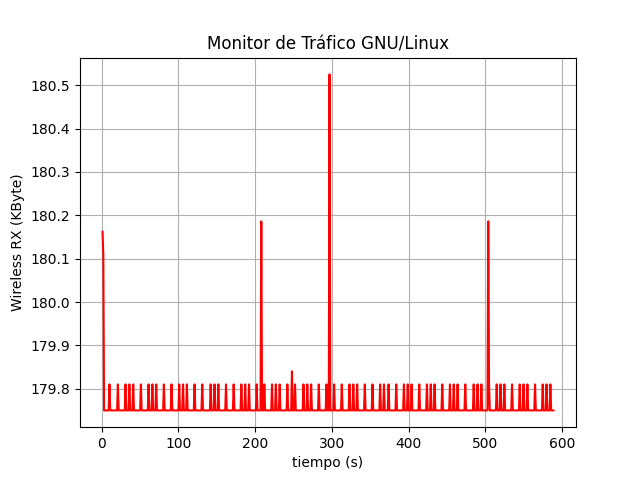 Monitor de Tráfico GNU/Linux
Wireless RX (KByte)
180.5
180.4
180.3
180.2
180.1
180.0
179.9
179.8
0 100 200 300 400 500 600
tiempo (s)